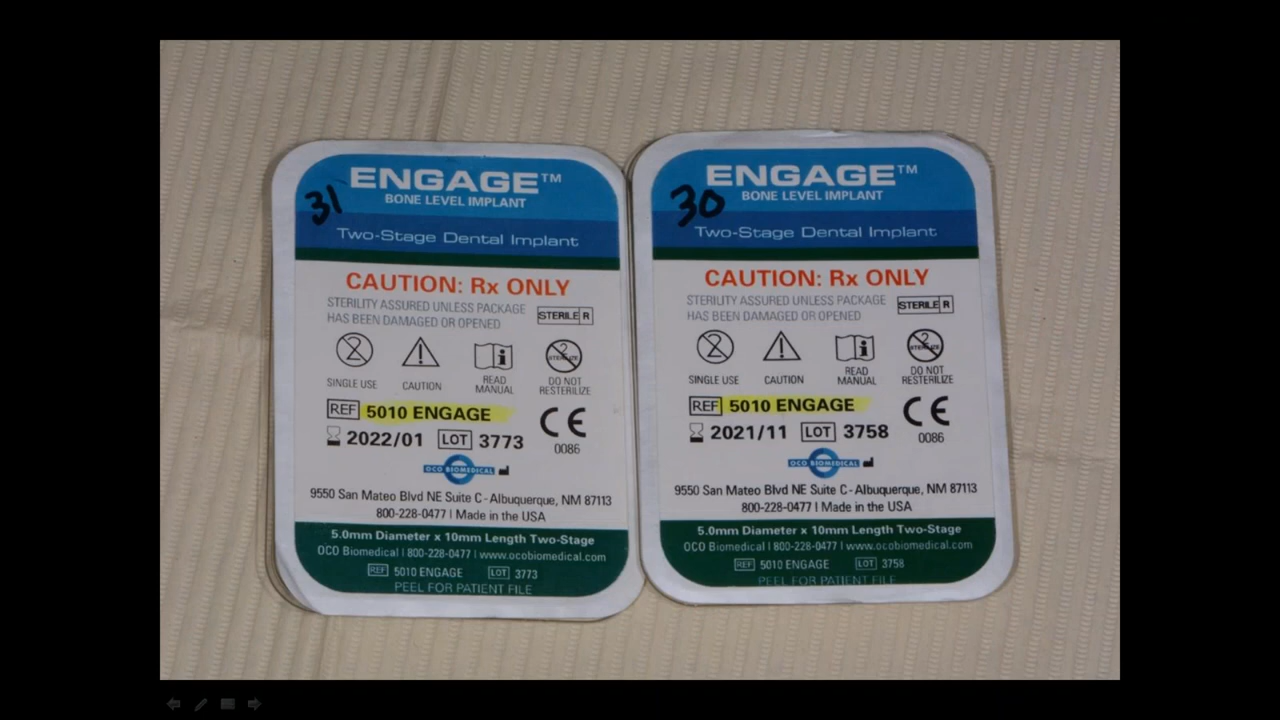 31
ENGAGE™
BONE LEVEL IMPLANT
Two-Stage Dental Implant
CAUTION: Rx ONLY
STERILITY ASSURED UNLESS PACKAGE
HAS BEEN DAMAGED OR OPENED
STERILE R
2
STERILIZE
SINGLE USE
CAUTION
READ
MANUAL
DO NOT
RESTERILIZE
REF 5010 ENGAGE
2022/01 LOT 3773
CE
0086
OCO BIOMEDICAL
9550 San Mateo Blvd NE Suite C - Albuquerque, NM 87113
800-228-0477 | Made in the USA
5.0mm Diameter x 10mm Length Two-Stage
OCO Biomedical | 800-228-0477 | www.ocobiomedical.com
REF 5010 ENGAGE LOT 3773
PEEL FOR PATIENT FILE
30
ENGAGE™
BONE LEVEL IMPLANT
Two-Stage Dental Implant
CAUTION: Rx ONLY
STERILITY ASSURED UNLESS PACKAGE
HAS BEEN DAMAGED OR OPENED
STERILE R
2
STERILIZE
SINGLE USE
CAUTION
READ
MANUAL
DO NOT
RESTERILIZE
REF 5010 ENGAGE
2021/11 LOT 3758
CE
0086
OCO BIOMEDICAL
9550 San Mateo Blvd NE Suite C - Albuquerque, NM 87113
800-228-0477 | Made in the USA
5.0mm Diameter x 10mm Length Two-Stage
OCO Biomedical | 800-228-0477 | www.ocobiomedical.com
REF 5010 ENGAGE LOT 3758
PEEL FOR PATIENT FILE